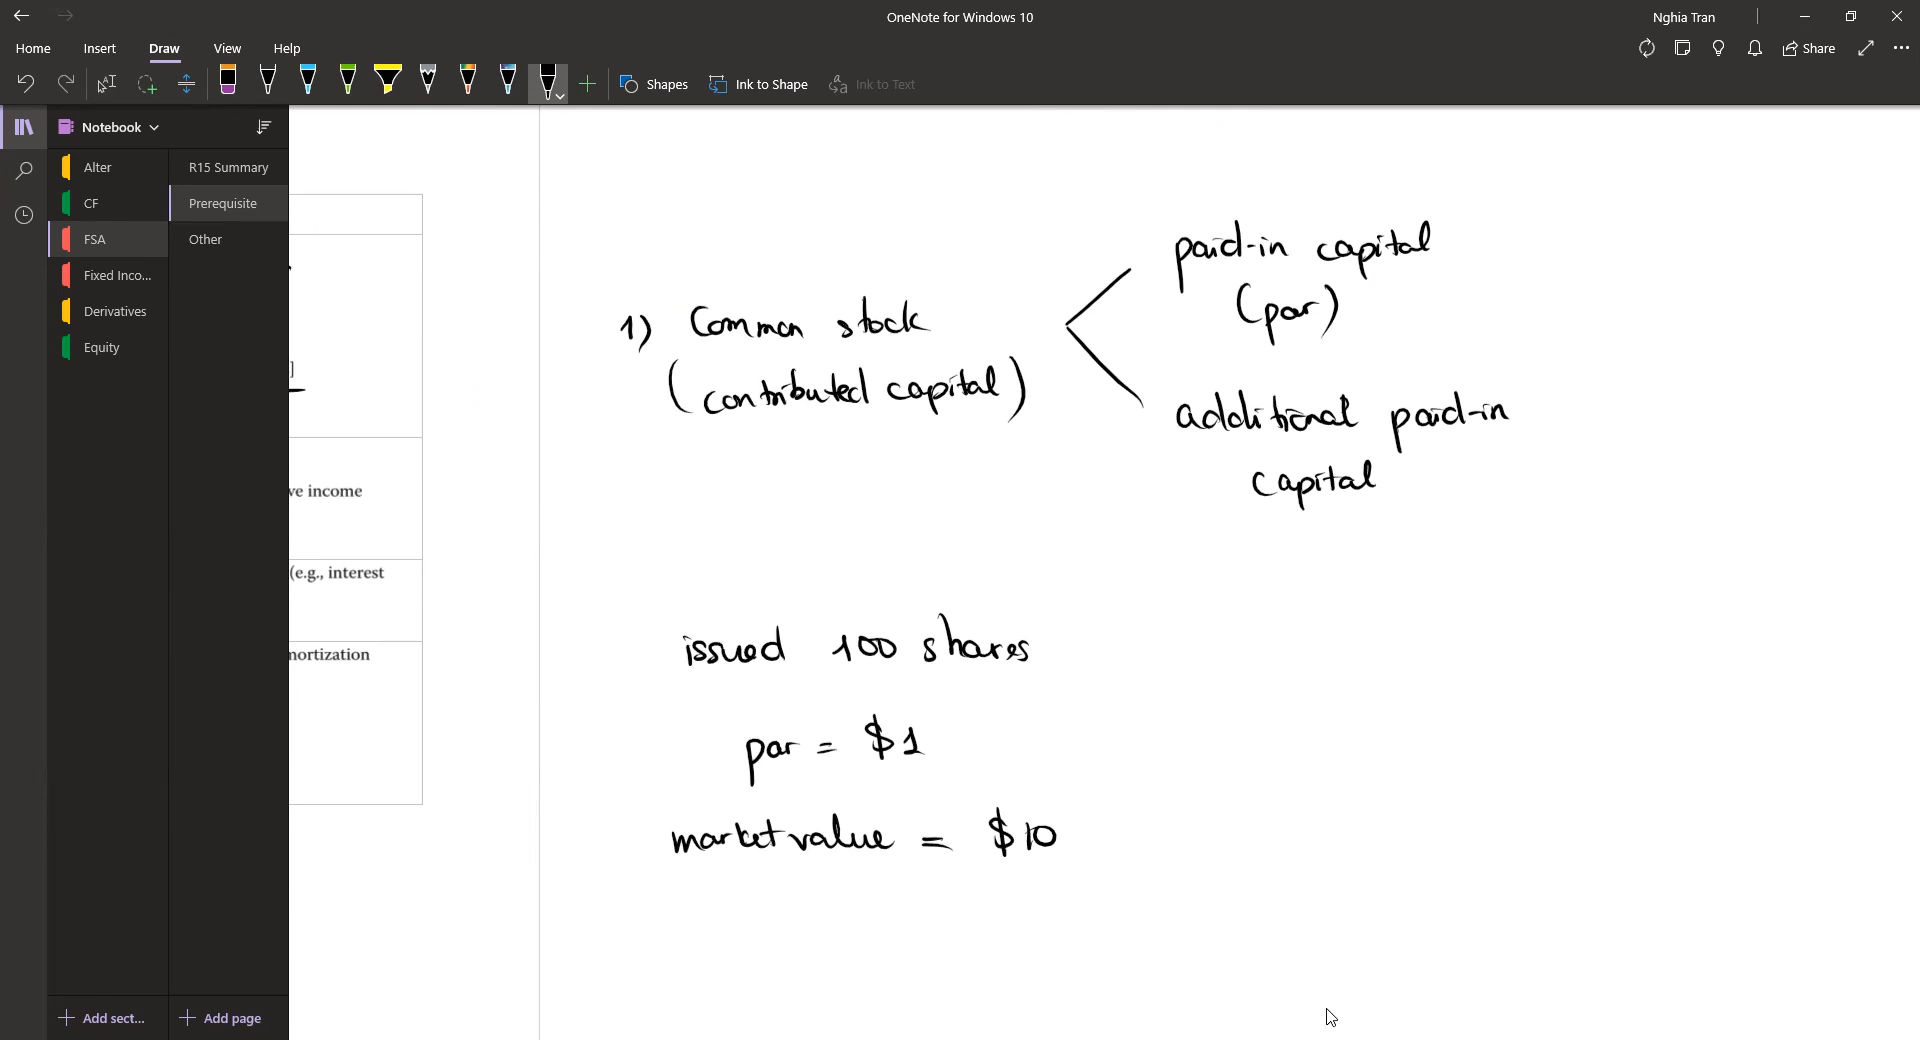 OneNote for Windows 10
Nghia Tran
Home Insert Draw View Help
Share
Shapes Ink to Shape Ink to Text
Notebook
Alter
CF
FSA
Fixed Inco...
Derivatives
Equity
R15 Summary
Prerequisite
Other
]
ve income
(e.g., interest
mortization
1) Common stock
(contributed capital)
paid-in capital
(par)
additional paid-in
capital
issued 100 shares
par = $1
market value = $10
Add sect...
Add page